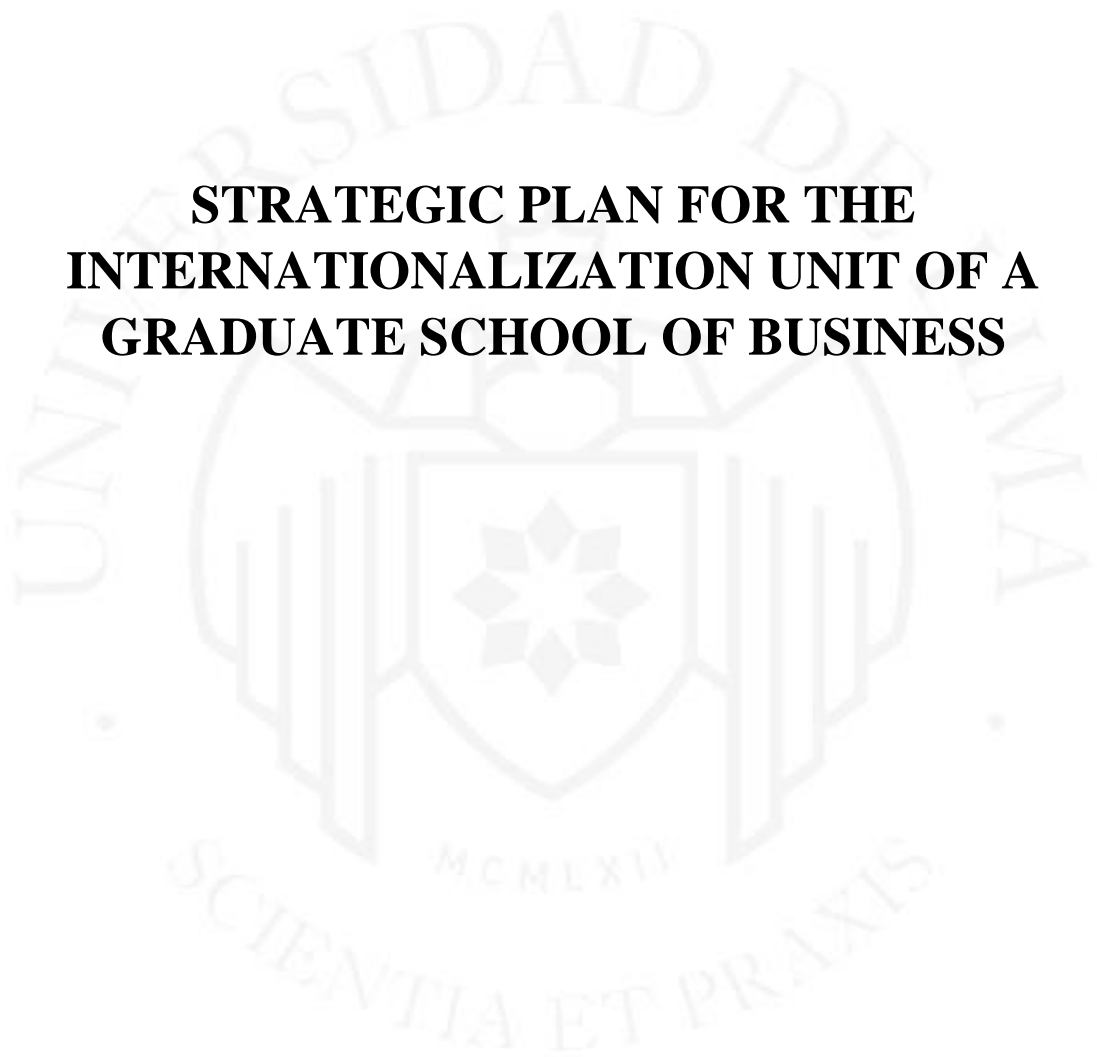 UNIVERSIDAD DE LIMA
STRATEGIC PLAN FOR THE
INTERNATIONALIZATION UNIT OF A
GRADUATE SCHOOL OF BUSINESS
MCMLXII
SCIENTIA ET PRAXIS